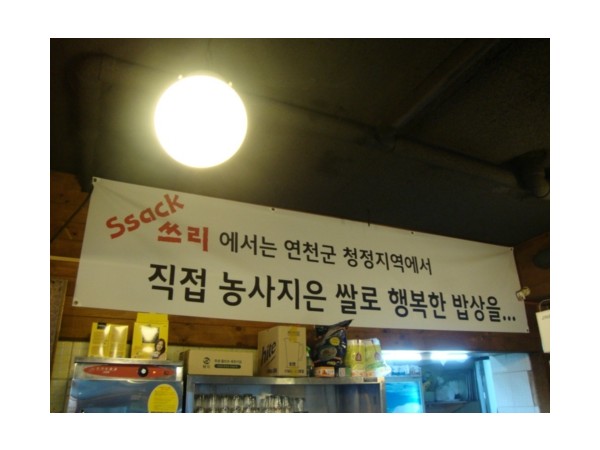 Ssack
쓰리 에서는 연천군 청정지역에서
직접 농사지은 쌀로 행복한 밥상을...